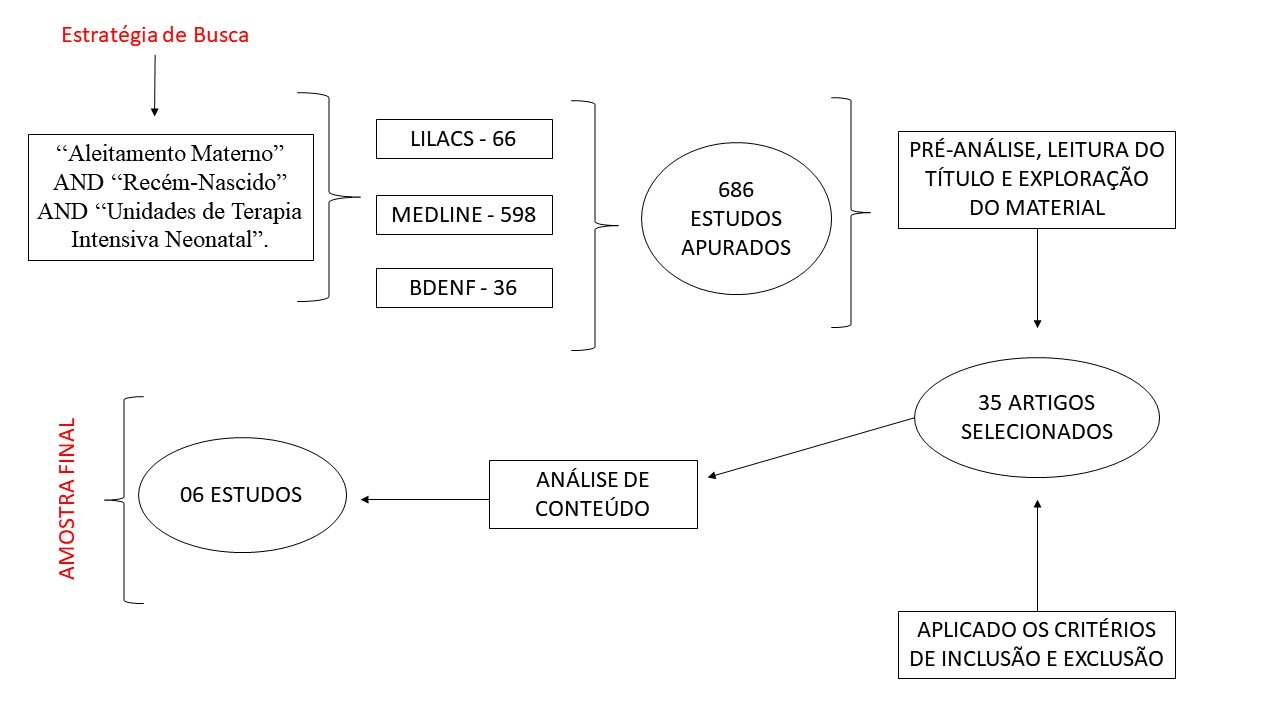 Estratégia de Busca
“Aleitamento Materno”
AND “Recém-Nascido”
AND “Unidades de Terapia
Intensiva Neonatal”.
LILACS - 66
MEDLINE - 598
BDENF - 36
686
ESTUDOS
APURADOS
PRÉ-ANÁLISE, LEITURA DO
TÍTULO E EXPLORAÇÃO
DO MATERIAL
35 ARTIGOS
SELECIONADOS
APLICADO OS CRITÉRIOS
DE INCLUSÃO E EXCLUSÃO
ANÁLISE DE
CONTEÚDO
06 ESTUDOS
AMOSTRA FINAL